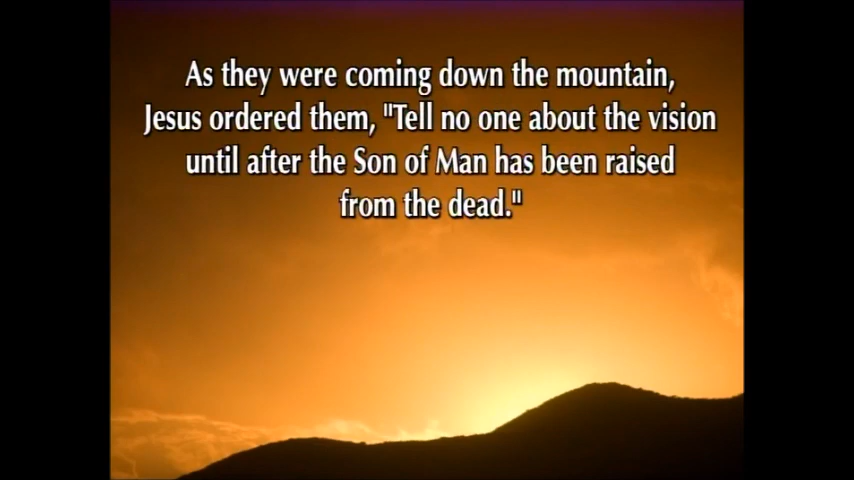 As they were coming down the mountain,
Jesus ordered them, "Tell no one about the vision
until after the Son of Man has been raised
from the dead."